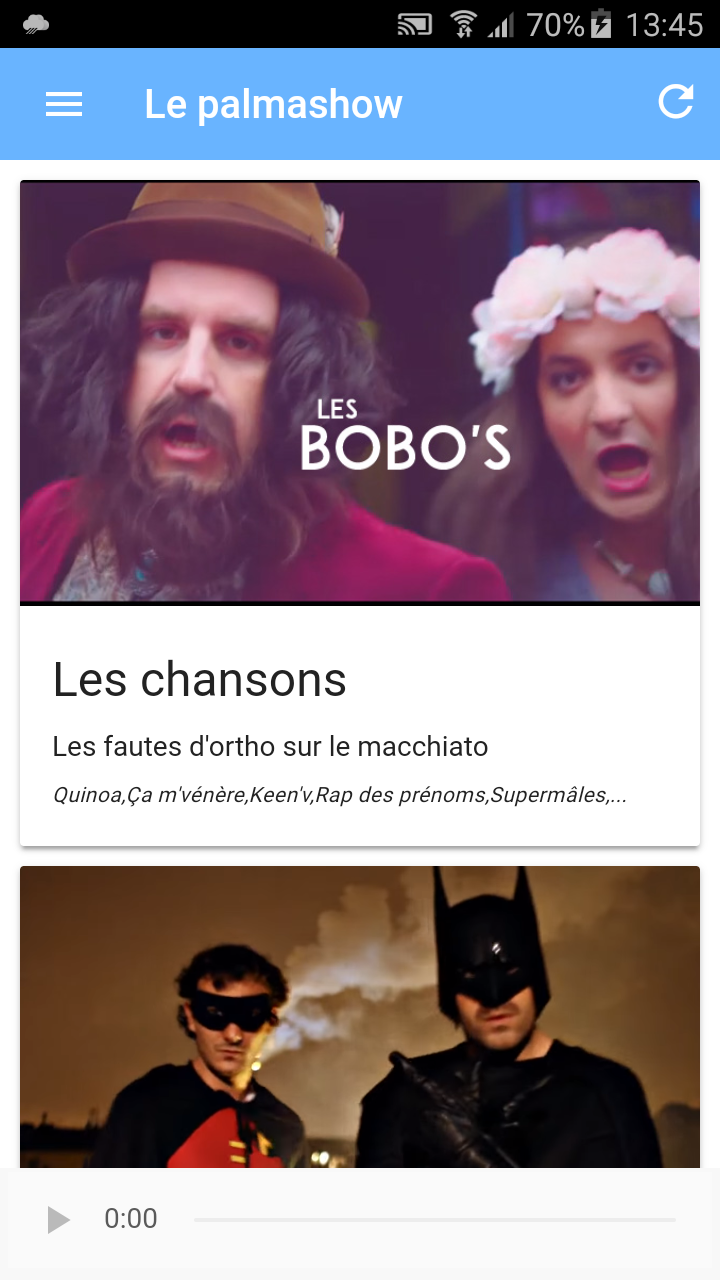 70% 13:45
Le palmashow
LES
BOBO'S
Les chansons
Les fautes d'ortho sur le macchiato
Quinoa,Ça m'vénère,Keen'v,Rap des prénoms,Supermâles,...
0:00